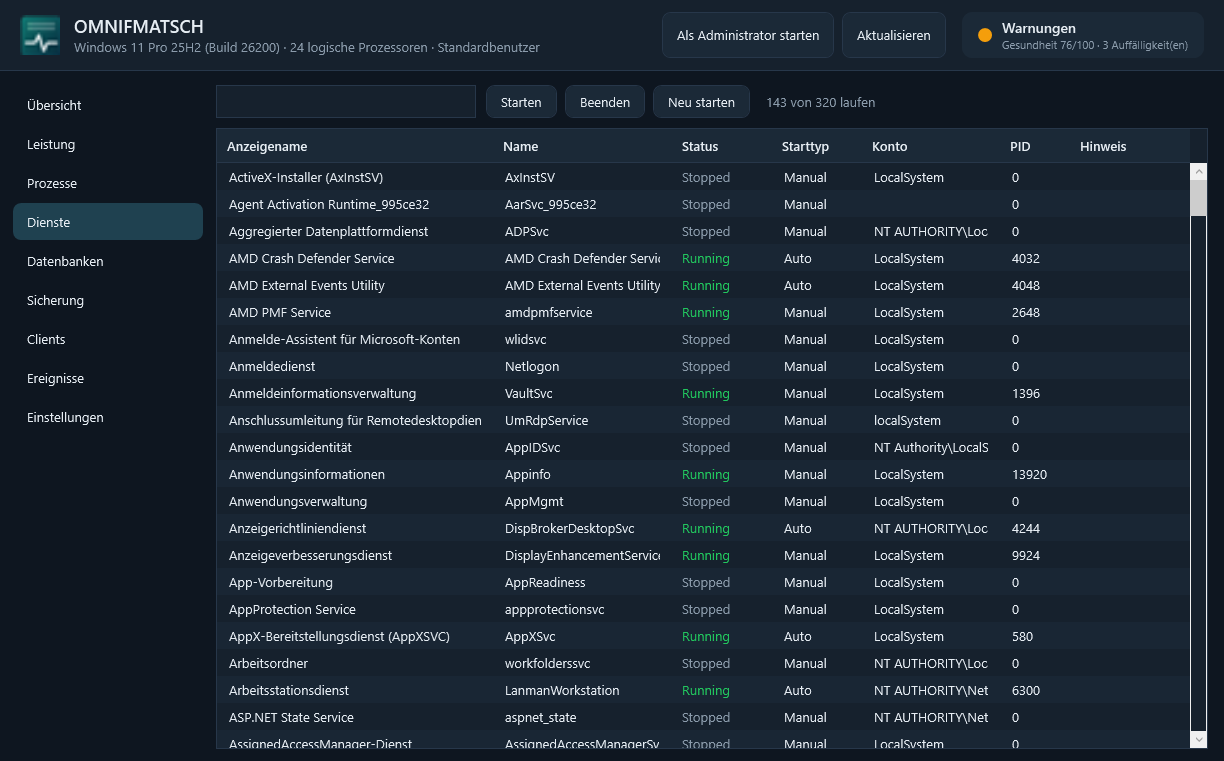 OMNIFMATSCH
Windows 11 Pro 25H2 (Build 26200) · 24 logische Prozessoren · Standardbenutzer
Als Administrator starten
Aktualisieren
Warnungen
Gesundheit 76/100 · 3 Auffälligkeit(en)
Übersicht
Leistung
Prozesse
Dienste
Datenbanken
Sicherung
Clients
Ereignisse
Einstellungen
Starten Beenden Neu starten 143 von 320 laufen
Anzeigename Name Status Starttyp Konto PID Hinweis
ActiveX-Installer (AxInstSV) AxInstSV Stopped Manual LocalSystem 0
Agent Activation Runtime_995ce32 AarSvc_995ce32 Stopped Manual 0
Aggregierter Datenplattformdienst ADPSvc Stopped Manual NT AUTHORITY\Loc 0
AMD Crash Defender Service AMD Crash Defender Servic Running Auto LocalSystem 4032
AMD External Events Utility AMD External Events Utility Running Auto LocalSystem 4048
AMD PMF Service amdpmfservice Running Manual LocalSystem 2648
Anmelde-Assistent für Microsoft-Konten wlidsvc Stopped Manual LocalSystem 0
Anmeldedienst Netlogon Stopped Manual LocalSystem 0
Anmeldeinformationsverwaltung VaultSvc Running Manual LocalSystem 1396
Anschlussumleitung für Remotedesktopdien UmRdpService Stopped Manual localSystem 0
Anwendungsidentität AppIDSvc Stopped Manual NT Authority\LocalS 0
Anwendungsinformationen Appinfo Running Manual LocalSystem 13920
Anwendungsverwaltung AppMgmt Stopped Manual LocalSystem 0
Anzeigerichtliniendienst DispBrokerDesktopSvc Running Auto NT AUTHORITY\Loc 4244
Anzeigeverbesserungsdienst DisplayEnhancementService Running Manual LocalSystem 9924
App-Vorbereitung AppReadiness Stopped Manual LocalSystem 0
AppProtection Service appprotectionsvc Stopped Manual LocalSystem 0
AppX-Bereitstellungsdienst (AppXSVC) AppXSvc Running Auto LocalSystem 580
Arbeitsordner workfolderssvc Stopped Manual NT AUTHORITY\Loc 0
Arbeitsstationsdienst LanmanWorkstation Running Auto NT AUTHORITY\Net 6300
ASP.NET State Service aspnet_state Stopped Manual NT AUTHORITY\Net 0
AssignedAccessManager-Dienst AssignedAccessManagerSv Stopped Manual LocalSystem 0